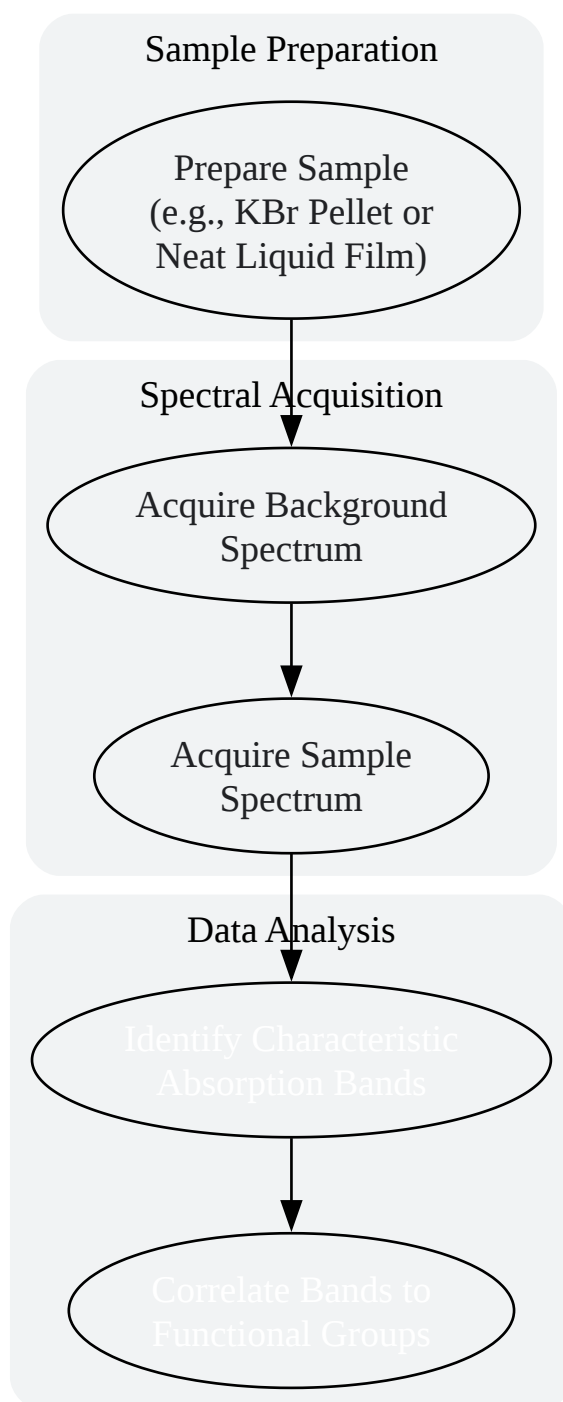 Sample Preparation
Prepare Sample
(e.g., KBr Pellet or
Neat Liquid Film)
Spectral Acquisition
Acquire Background
Spectrum
Acquire Sample
Spectrum
Data Analysis
Identify Characteristic
Absorption Bands
Correlate Bands to
Functional Groups